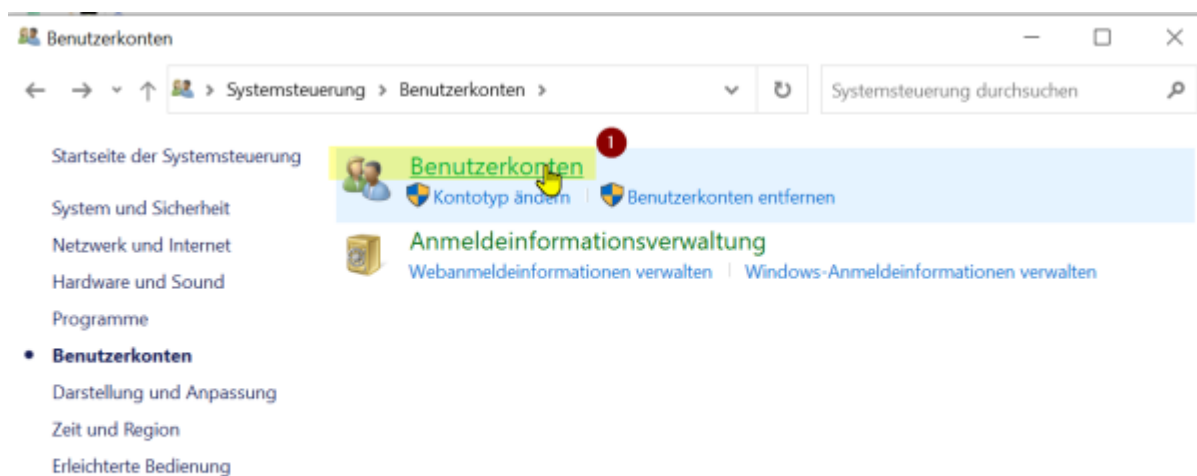 Benutzerkonten
Systemsteuerung > Benutzerkonten >
Systemsteuerung durchsuchen
Startseite der Systemsteuerung
System und Sicherheit
Netzwerk und Internet
Hardware und Sound
Programme
Benutzerkonten
Darstellung und Anpassung
Zeit und Region
Erleichterte Bedienung
1
Benutzerkonten
Kontotyp ändern
Benutzerkonten entfernen
Anmeldeinformationsverwaltung
Webanmeldeinformationen verwalten
Windows-Anmeldeinformationen verwalten